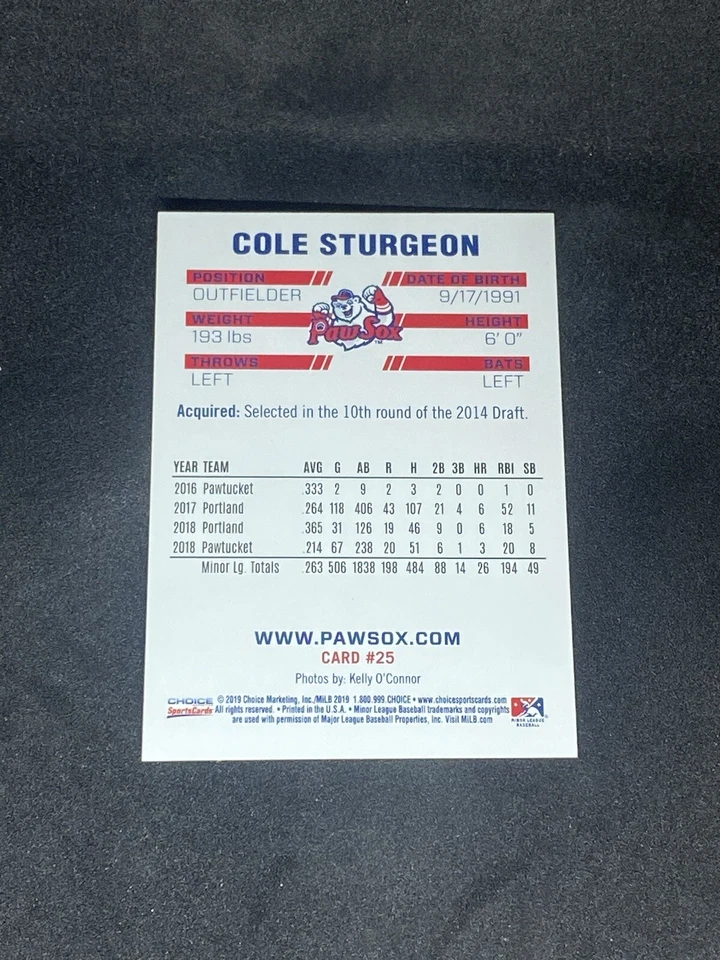 COLE STURGEON
POSITION DATE OF BIRTH
OUTFIELDER 9/17/1991
PawSox TM
WEIGHT HEIGHT
193 lbs 6' 0"
THROWS BATS
LEFT LEFT
Acquired: Selected in the 10th round of the 2014 Draft.
YEAR TEAM AVG G AB R H 2B 3B HR RBI SB
2016 Pawtucket .333 2 9 2 3 2 0 0 1 0
2017 Portland .264 118 406 43 107 21 4 6 52 11
2018 Portland .365 31 126 19 46 9 0 6 18 5
2018 Pawtucket .214 67 238 20 51 6 1 3 20 8
Minor Lg. Totals .263 506 1838 198 484 88 14 26 194 49
WWW.PAWSOX.COM
CARD #25
Photos by: Kelly O'Connor
CHOICE SportsCards
© 2019 Choice Marketing, Inc./MiLB 2019 1.800.999.CHOICE • www.choicesportscards.com
All rights reserved. • Printed in the U.S.A. • Minor League Baseball trademarks and copyrights
are used with permission of Major League Baseball Properties, Inc. Visit MiLB.com
MINOR LEAGUE BASEBALL